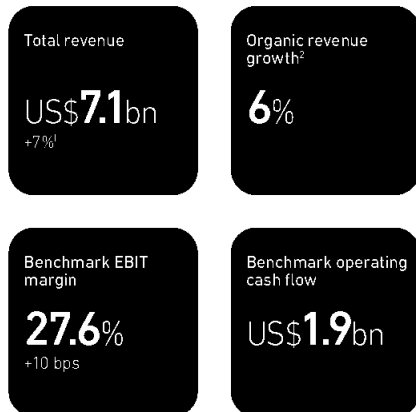 Total revenue
US$7.1bn
+7%¹
Organic revenue
growth²
6%
Benchmark EBIT
margin
27.6%
+10 bps
Benchmark operating
cash flow
US$1.9bn